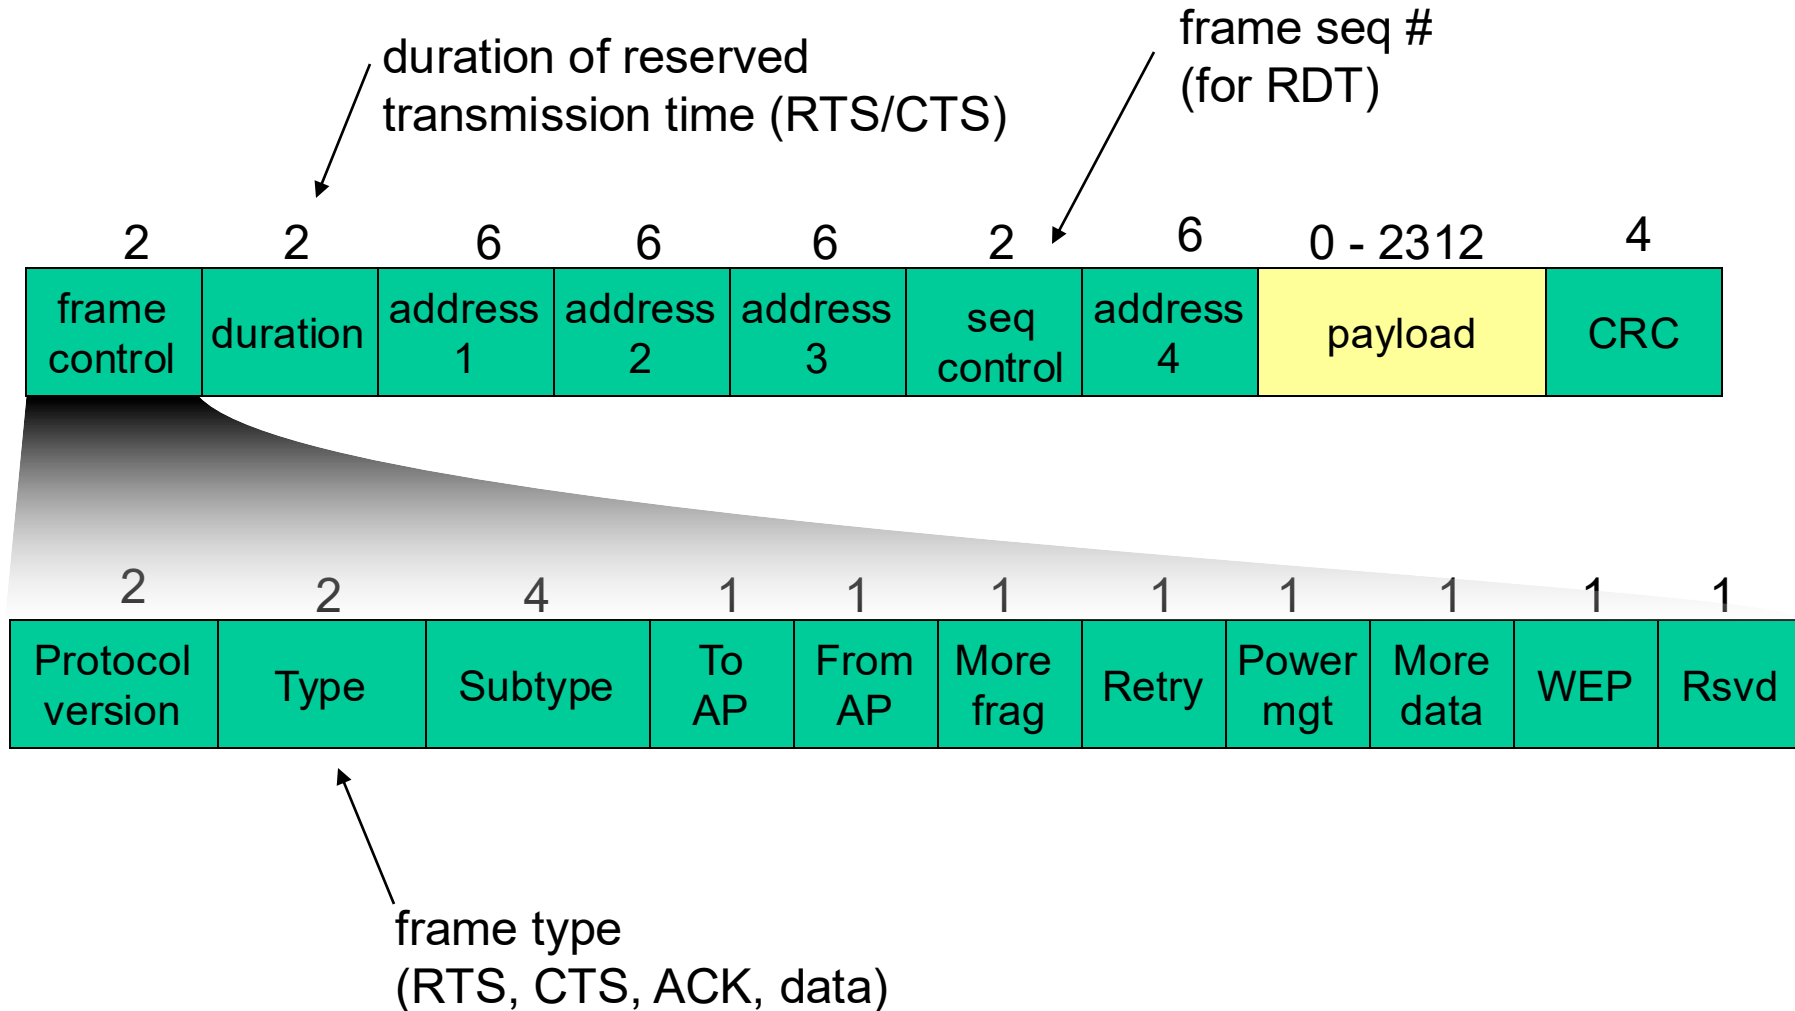 duration of reserved
transmission time (RTS/CTS)
frame seq #
(for RDT)
2 2 6 6 6 2 6 0 - 2312 4
frame
control
duration
address
1
address
2
address
3
seq
control
address
4
payload
CRC
2 2 4 1 1 1 1 1 1 1 1
Protocol
version
Type
Subtype
To
AP
From
AP
More
frag
Retry
Power
mgt
More
data
WEP
Rsvd
frame type
(RTS, CTS, ACK, data)